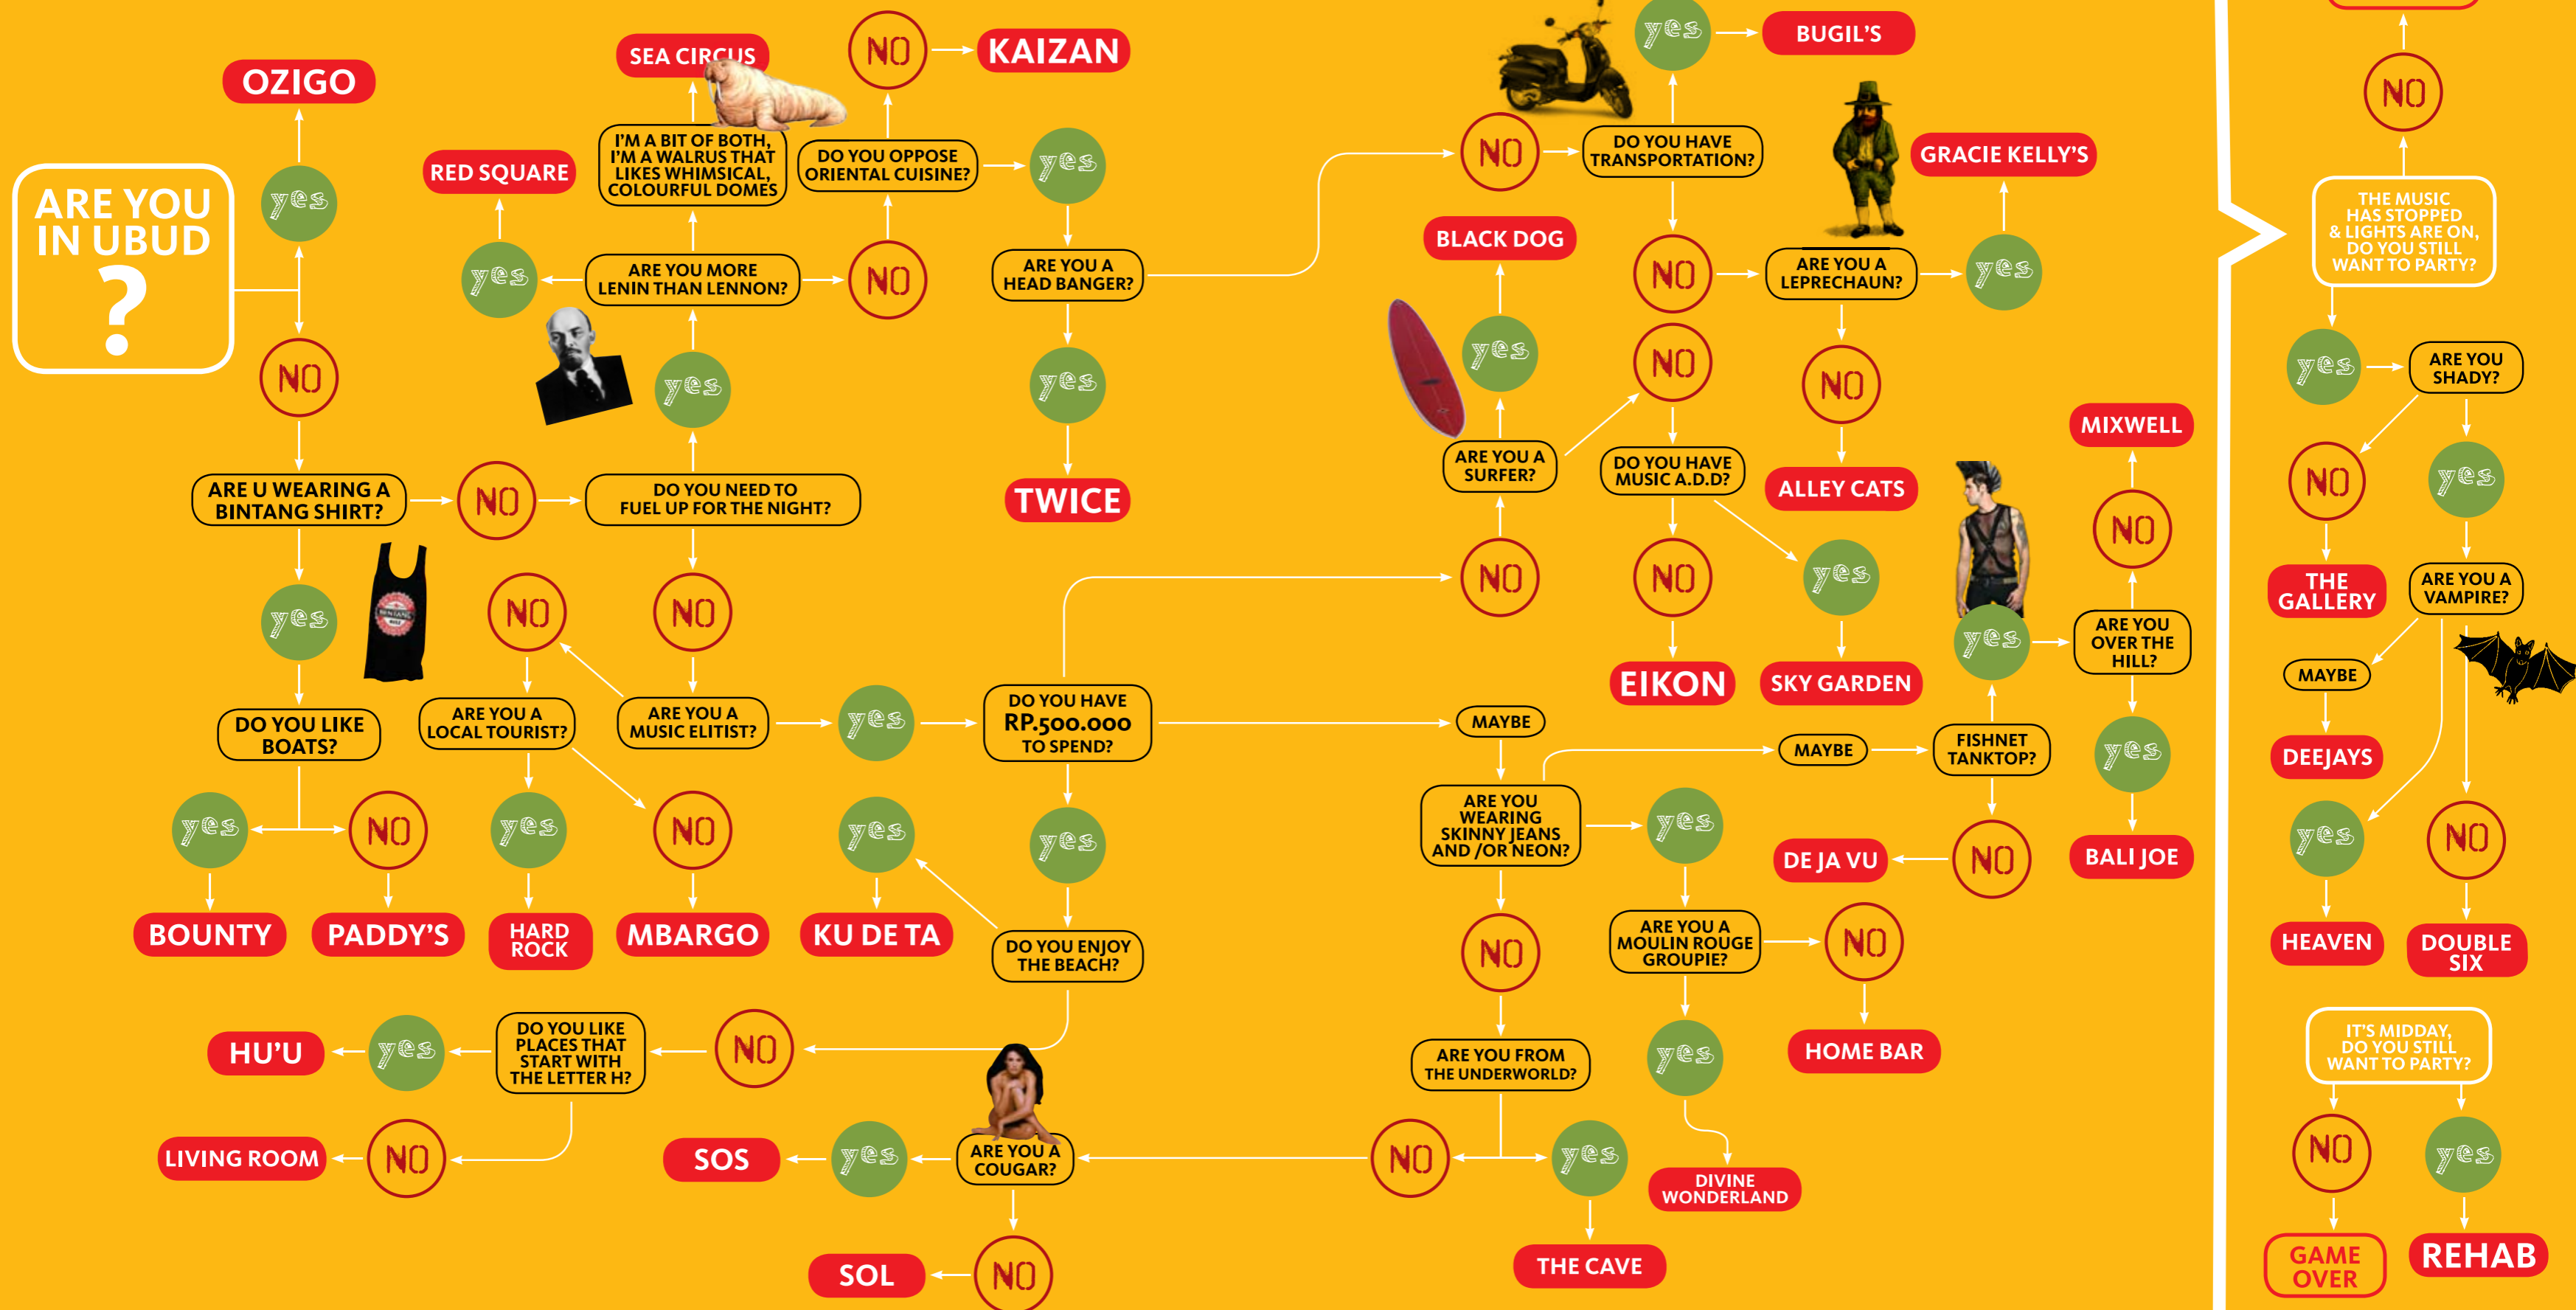 ARE YOU
IN UBUD
?
yes
OZIGO
NO
ARE U WEARING A
BINTANG SHIRT?
yes
DO YOU LIKE
BOATS?
yes
BOUNTY
NO
PADDY'S
NO
DO YOU NEED TO
FUEL UP FOR THE NIGHT?
yes
ARE YOU MORE
LENIN THAN LENNON?
yes
RED SQUARE
I'M A BIT OF BOTH,
I'M A WALRUS THAT
LIKES WHIMSICAL,
COLOURFUL DOMES
SEA CIRCUS
NO
DO YOU OPPOSE
ORIENTAL CUISINE?
NO
KAIZAN
yes
ARE YOU A
HEAD BANGER?
yes
TWICE
NO
DO YOU HAVE
TRANSPORTATION?
yes
BUGIL'S
NO
ARE YOU A
LEPRECHAUN?
yes
GRACIE KELLY'S
NO
ALLEY CATS
NO
ARE YOU A
MUSIC ELITIST?
NO
ARE YOU A
LOCAL TOURIST?
yes
HARD
ROCK
NO
MBARGO
yes
DO YOU HAVE
RP.500.000
TO SPEND?
NO
ARE YOU A
SURFER?
yes
BLACK DOG
NO
DO YOU HAVE
MUSIC A.D.D?
NO
EIKON
yes
SKY GARDEN
yes
DO YOU ENJOY
THE BEACH?
yes
KU DE TA
NO
DO YOU LIKE
PLACES THAT
START WITH
THE LETTER H?
yes
HU'U
NO
LIVING ROOM
MAYBE
ARE YOU
WEARING
SKINNY JEANS
AND /OR NEON?
MAYBE
FISHNET
TANKTOP?
yes
ARE YOU
OVER THE
HILL?
NO
MIXWELL
yes
BALI JOE
NO
DE JA VU
yes
ARE YOU A
MOULIN ROUGE
GROUPIE?
NO
HOME BAR
yes
DIVINE
WONDERLAND
NO
ARE YOU FROM
THE UNDERWORLD?
yes
THE CAVE
NO
ARE YOU A
COUGAR?
yes
SOS
NO
SOL
NO
THE MUSIC
HAS STOPPED
& LIGHTS ARE ON,
DO YOU STILL
WANT TO PARTY?
yes
ARE YOU
SHADY?
NO
THE
GALLERY
yes
ARE YOU A
VAMPIRE?
MAYBE
DEEJAYS
yes
HEAVEN
NO
DOUBLE
SIX
IT'S MIDDAY,
DO YOU STILL
WANT TO PARTY?
NO
GAME
OVER
yes
REHAB